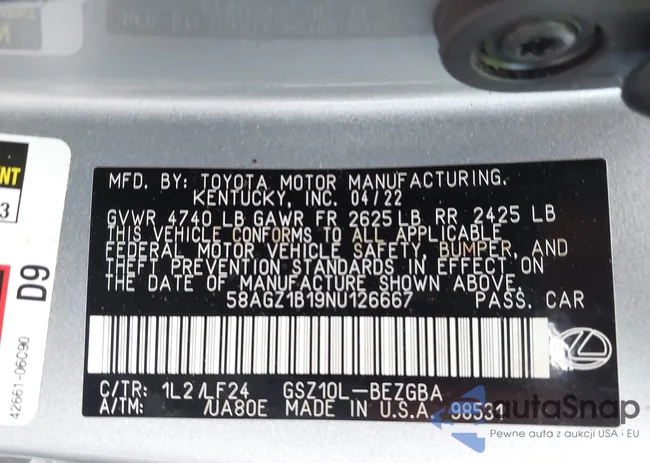 MFD. BY: TOYOTA MOTOR MANUFACTURING.
KENTUCKY, INC. 04/22
GVWR 4740 LB GAWR FR 2625 LB RR 2425 LB
THIS VEHICLE CONFORMS TO ALL APPLICABLE
FEDERAL MOTOR VEHICLE SAFETY, BUMPER, AND
THEFT PREVENTION STANDARDS IN EFFECT ON
THE DATE OF MANUFACTURE SHOWN ABOVE.
58AGZ1B19NU126667 PASS. CAR
C/TR: 1L2/LF24 GSZ10L-BEZGBA
A/TM: /UA80E MADE IN U.S.A. 98531
D9
42661-06C90
3
autoSnap
Pewne auta z aukcji USA i EU